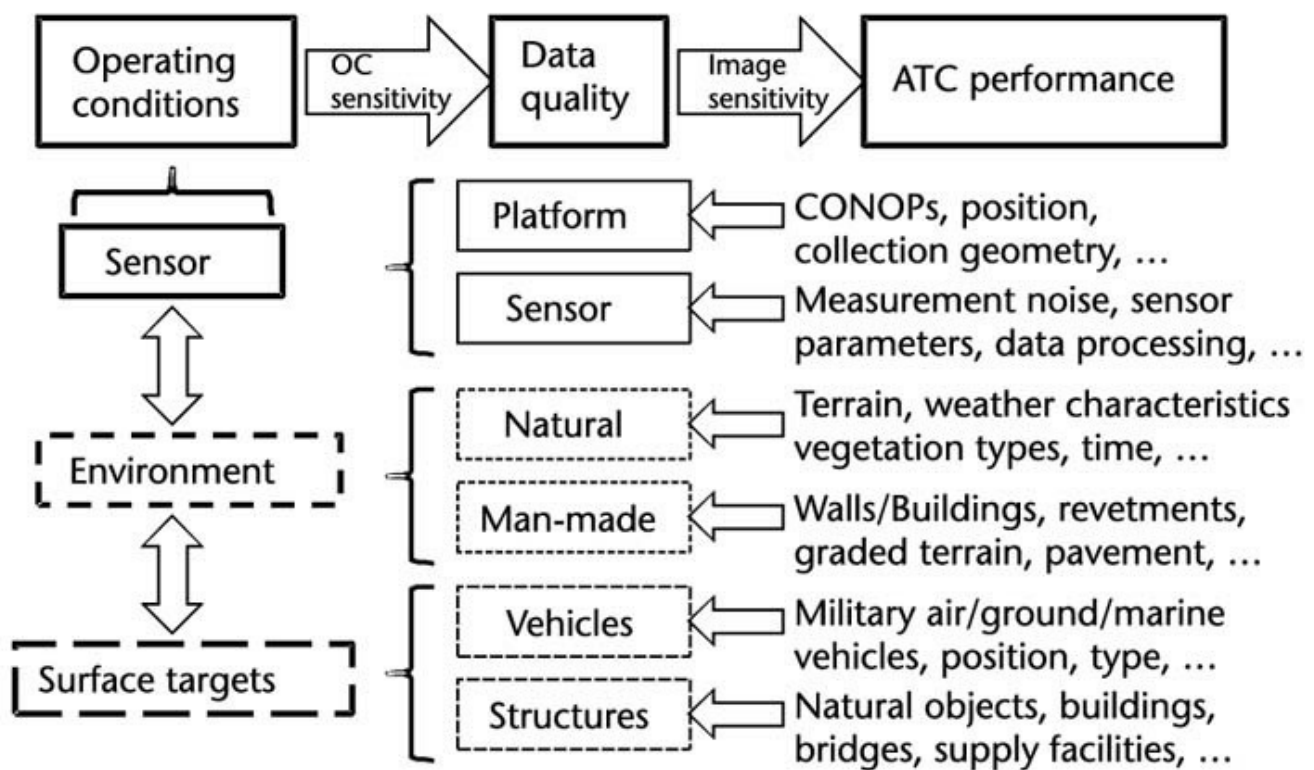 Operating
conditions
OC
sensitivity
Data
quality
Image
sensitivity
ATC performance
Sensor
Environment
Surface targets
Platform
CONOPs, position,
collection geometry, ...
Sensor
Measurement noise, sensor
parameters, data processing, ...
Natural
Terrain, weather characteristics
vegetation types, time, ...
Man-made
Walls/Buildings, revetments,
graded terrain, pavement, ...
Vehicles
Military air/ground/marine
vehicles, position, type, ...
Structures
Natural objects, buildings,
bridges, supply facilities, ...